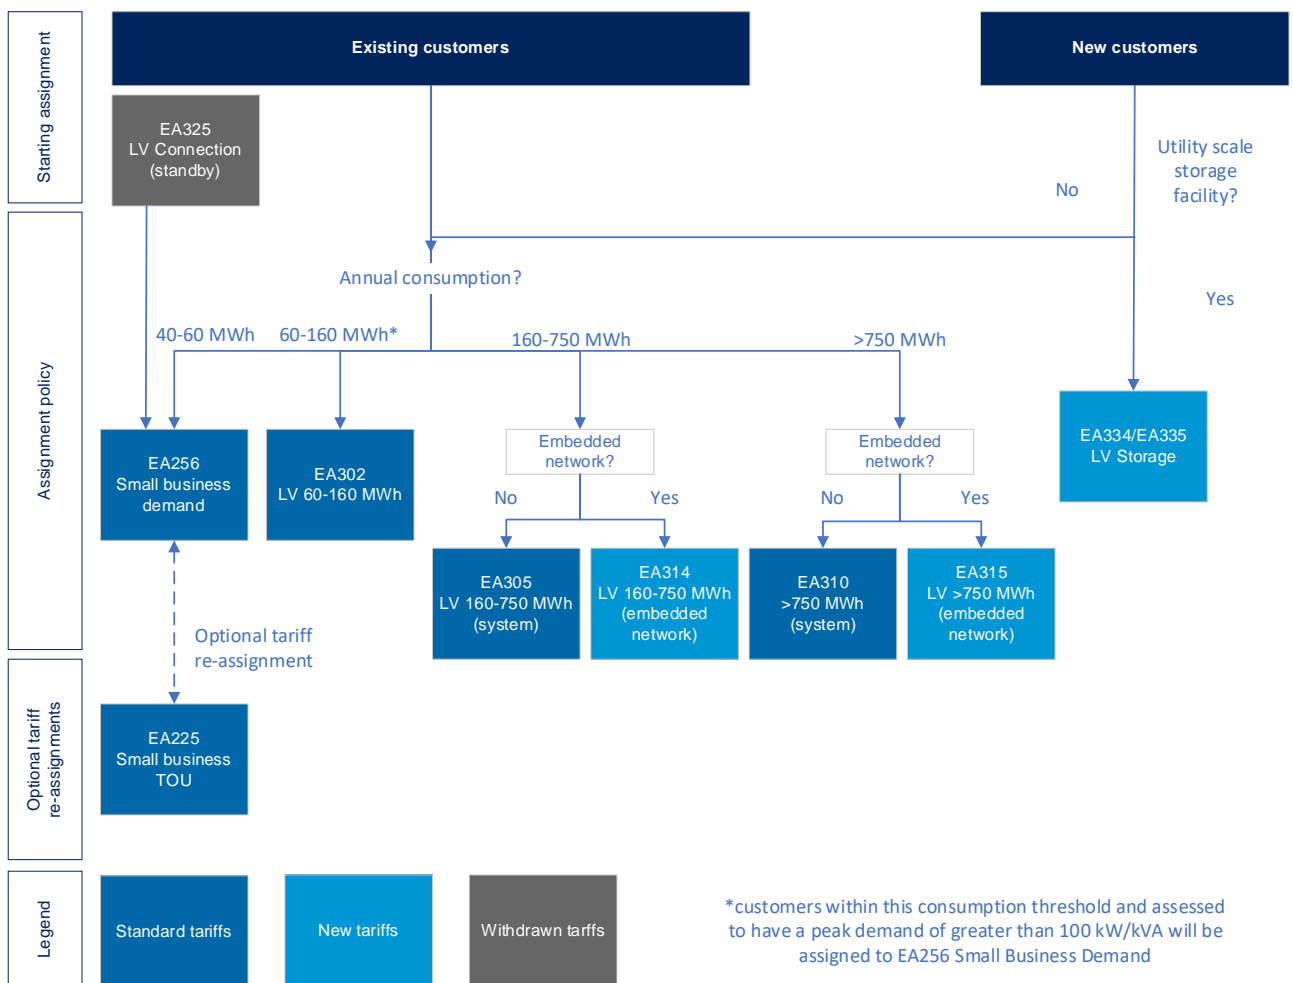 Starting assignment
Existing customers
New customers
EA325
LV Connection
(standby)
Utility scale
storage
facility?
No
Yes
Assignment policy
Annual consumption?
40-60 MWh
60-160 MWh*
160-750 MWh
>750 MWh
EA256
Small business
demand
EA302
LV 60-160 MWh
Embedded
network?
No
Yes
Embedded
network?
No
Yes
EA334/EA335
LV Storage
EA305
LV 160-750 MWh
(system)
EA314
LV 160-750 MWh
(embedded
network)
EA310
>750 MWh
(system)
EA315
LV >750 MWh
(embedded
network)
Optional tariff
re-assignment
Optional tariff
re-assignments
EA225
Small business
TOU
Legend
Standard tariffs
New tariffs
Withdrawn tarffs
*customers within this consumption threshold and assessed
to have a peak demand of greater than 100 kW/kVA will be
assigned to EA256 Small Business Demand